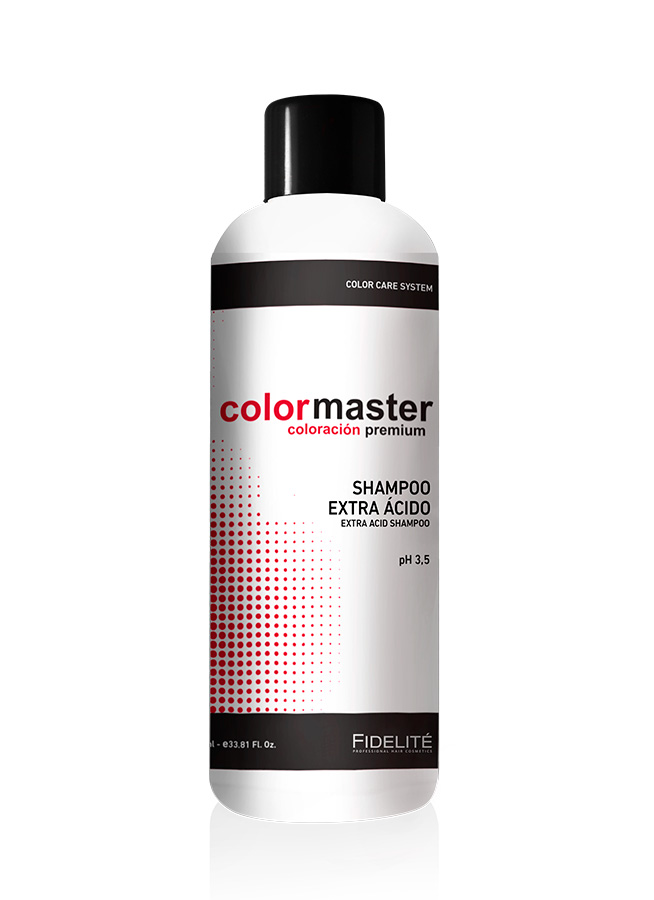 COLOR CARE SYSTEM
colormaster
coloración premium
SHAMPOO
EXTRA ÁCIDO
EXTRA ACID SHAMPOO
pH 3,5
- e33.81 Fl. Oz.
FIDELITÉ
PROFESSIONAL HAIR COSMETICS